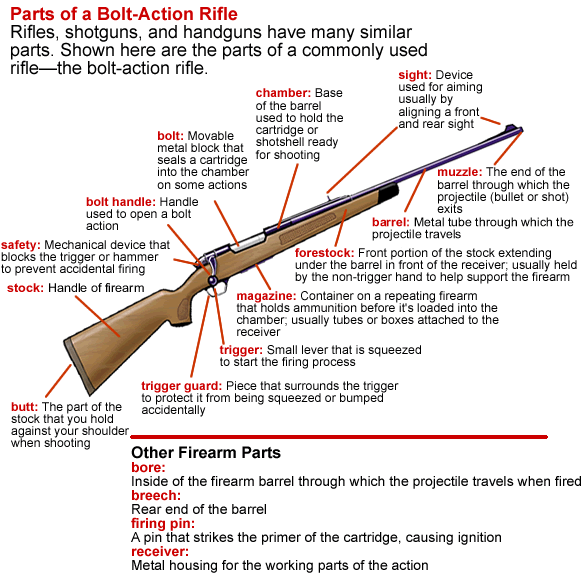 Parts of a Bolt-Action Rifle
Rifles, shotguns, and handguns have many similar
parts. Shown here are the parts of a commonly used
rifle—the bolt-action rifle.
sight: Device
used for aiming
usually by
aligning a front
and rear sight
chamber: Base
of the barrel
used to hold the
cartridge or
shotshell ready
for shooting
bolt: Movable
metal block that
seals a cartridge
into the chamber
on some actions
muzzle: The end of the
barrel through which the
projectile (bullet or shot)
exits
bolt handle: Handle
used to open a bolt
action
barrel: Metal tube through which the
projectile travels
safety: Mechanical device that
blocks the trigger or hammer
to prevent accidental firing
forestock: Front portion of the stock extending
under the barrel in front of the receiver; usually held
by the non-trigger hand to help support the firearm
stock: Handle of firearm
magazine: Container on a repeating firearm
that holds ammunition before it's loaded into the
chamber; usually tubes or boxes attached to the
receiver
trigger: Small lever that is squeezed
to start the firing process
trigger guard: Piece that surrounds the trigger
to protect it from being squeezed or bumped
accidentally
butt: The part of the
stock that you hold
against your shoulder
when shooting
Other Firearm Parts
bore:
Inside of the firearm barrel through which the projectile travels when fired
breech:
Rear end of the barrel
firing pin:
A pin that strikes the primer of the cartridge, causing ignition
receiver:
Metal housing for the working parts of the action